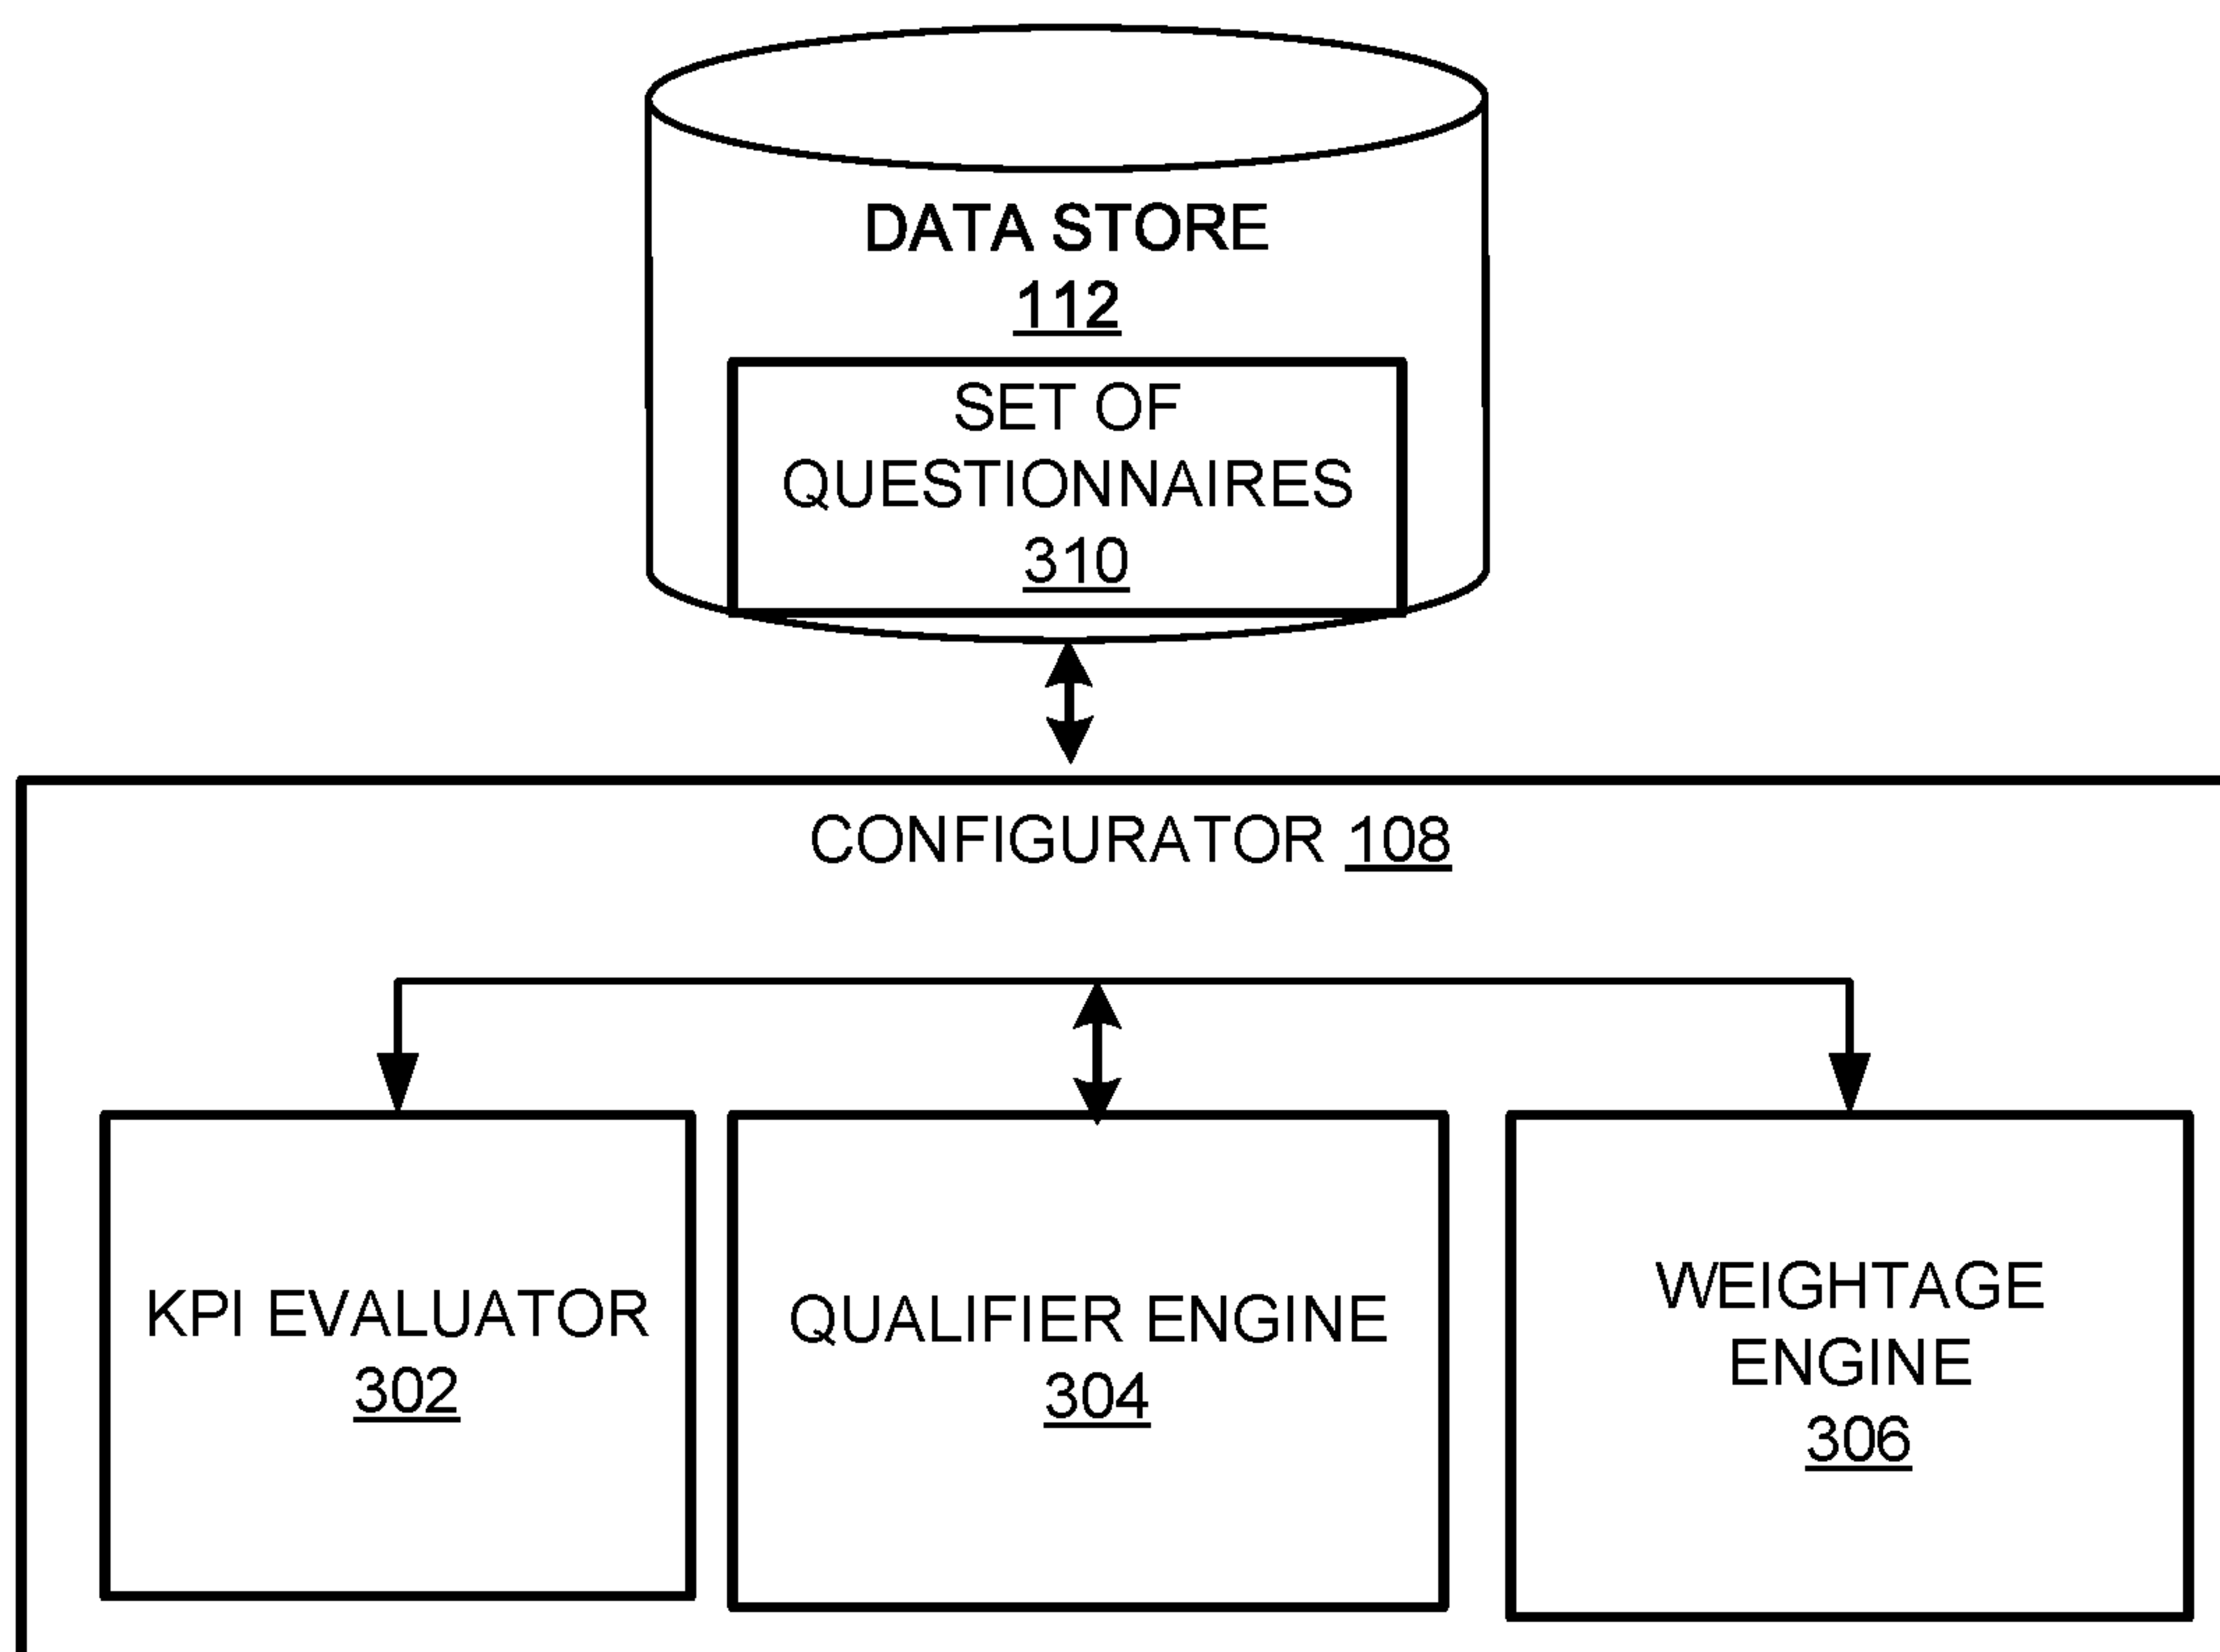 DATA STORE
112
SET OF
QUESTIONNAIRES
310
CONFIGURATOR 108
KPI EVALUATOR
302
QUALIFIER ENGINE
304
WEIGHTAGE
ENGINE
306